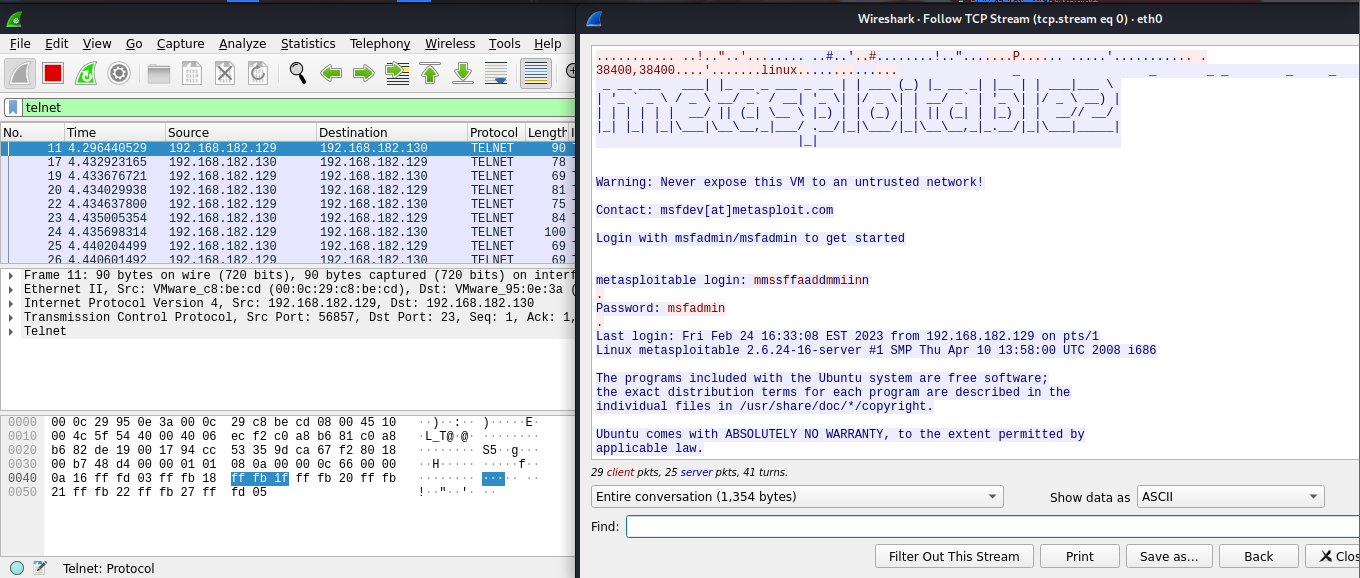 Wireshark · Follow TCP Stream (tcp.stream eq 0) · eth0
File Edit View Go Capture Analyze Statistics Telephony Wireless Tools Help
telnet
No. Time Source Destination Protocol Length
11 4.296440529 192.168.182.129 192.168.182.130 TELNET 90
17 4.432923165 192.168.182.130 192.168.182.129 TELNET 78
19 4.433676721 192.168.182.130 192.168.182.129 TELNET 69
20 4.434029938 192.168.182.130 192.168.182.129 TELNET 81
22 4.434637800 192.168.182.129 192.168.182.130 TELNET 75
23 4.435005354 192.168.182.130 192.168.182.129 TELNET 84
24 4.435698314 192.168.182.129 192.168.182.130 TELNET 100
25 4.440204499 192.168.182.130 192.168.182.129 TELNET 69
26 4.440601492 192.168.182.129 192.168.182.130 TELNET 69
Frame 11: 90 bytes on wire (720 bits), 90 bytes captured (720 bits) on interf
Ethernet II, Src: VMware_c8:be:cd (00:0c:29:c8:be:cd), Dst: VMware_95:0e:3a (
Internet Protocol Version 4, Src: 192.168.182.129, Dst: 192.168.182.130
Transmission Control Protocol, Src Port: 56857, Dst Port: 23, Seq: 1, Ack: 1,
Telnet
0000 00 0c 29 95 0e 3a 00 0c 29 c8 be cd 08 00 45 10 ··)··:·· )·····E·
0010 00 4c 5f 54 40 00 40 06 ec f2 c0 a8 b6 81 c0 a8 ·L_T@·@· ········
0020 b6 82 de 19 00 17 94 cc 53 35 9d ca 67 f2 80 18 ········ S5··g···
0030 00 b7 48 d4 00 00 01 01 08 0a 00 00 0c 66 00 00 ··H····· ·····f··
0040 0a 16 ff fd 03 ff fb 18 ff fb 1f ff fb 20 ff fb ········ ····· ··
0050 21 ff fb 22 ff fb 27 ff fd 05 !··"··'· ··
Telnet: Protocol
38400,38400....'.......linux..............
metasploitable2
Warning: Never expose this VM to an untrusted network!
Contact: msfdev[at]metasploit.com
Login with msfadmin/msfadmin to get started
metasploitable login: mmssffaaddmmiinn
.
Password: msfadmin
.
Last login: Fri Feb 24 16:33:08 EST 2023 from 192.168.182.129 on pts/1
Linux metasploitable 2.6.24-16-server #1 SMP Thu Apr 10 13:58:00 UTC 2008 i686
The programs included with the Ubuntu system are free software;
the exact distribution terms for each program are described in the
individual files in /usr/share/doc/*/copyright.
Ubuntu comes with ABSOLUTELY NO WARRANTY, to the extent permitted by
applicable law.
29 client pkts, 25 server pkts, 41 turns.
Entire conversation (1,354 bytes) Show data as ASCII
Find:
Filter Out This Stream Print Save as... Back Clos